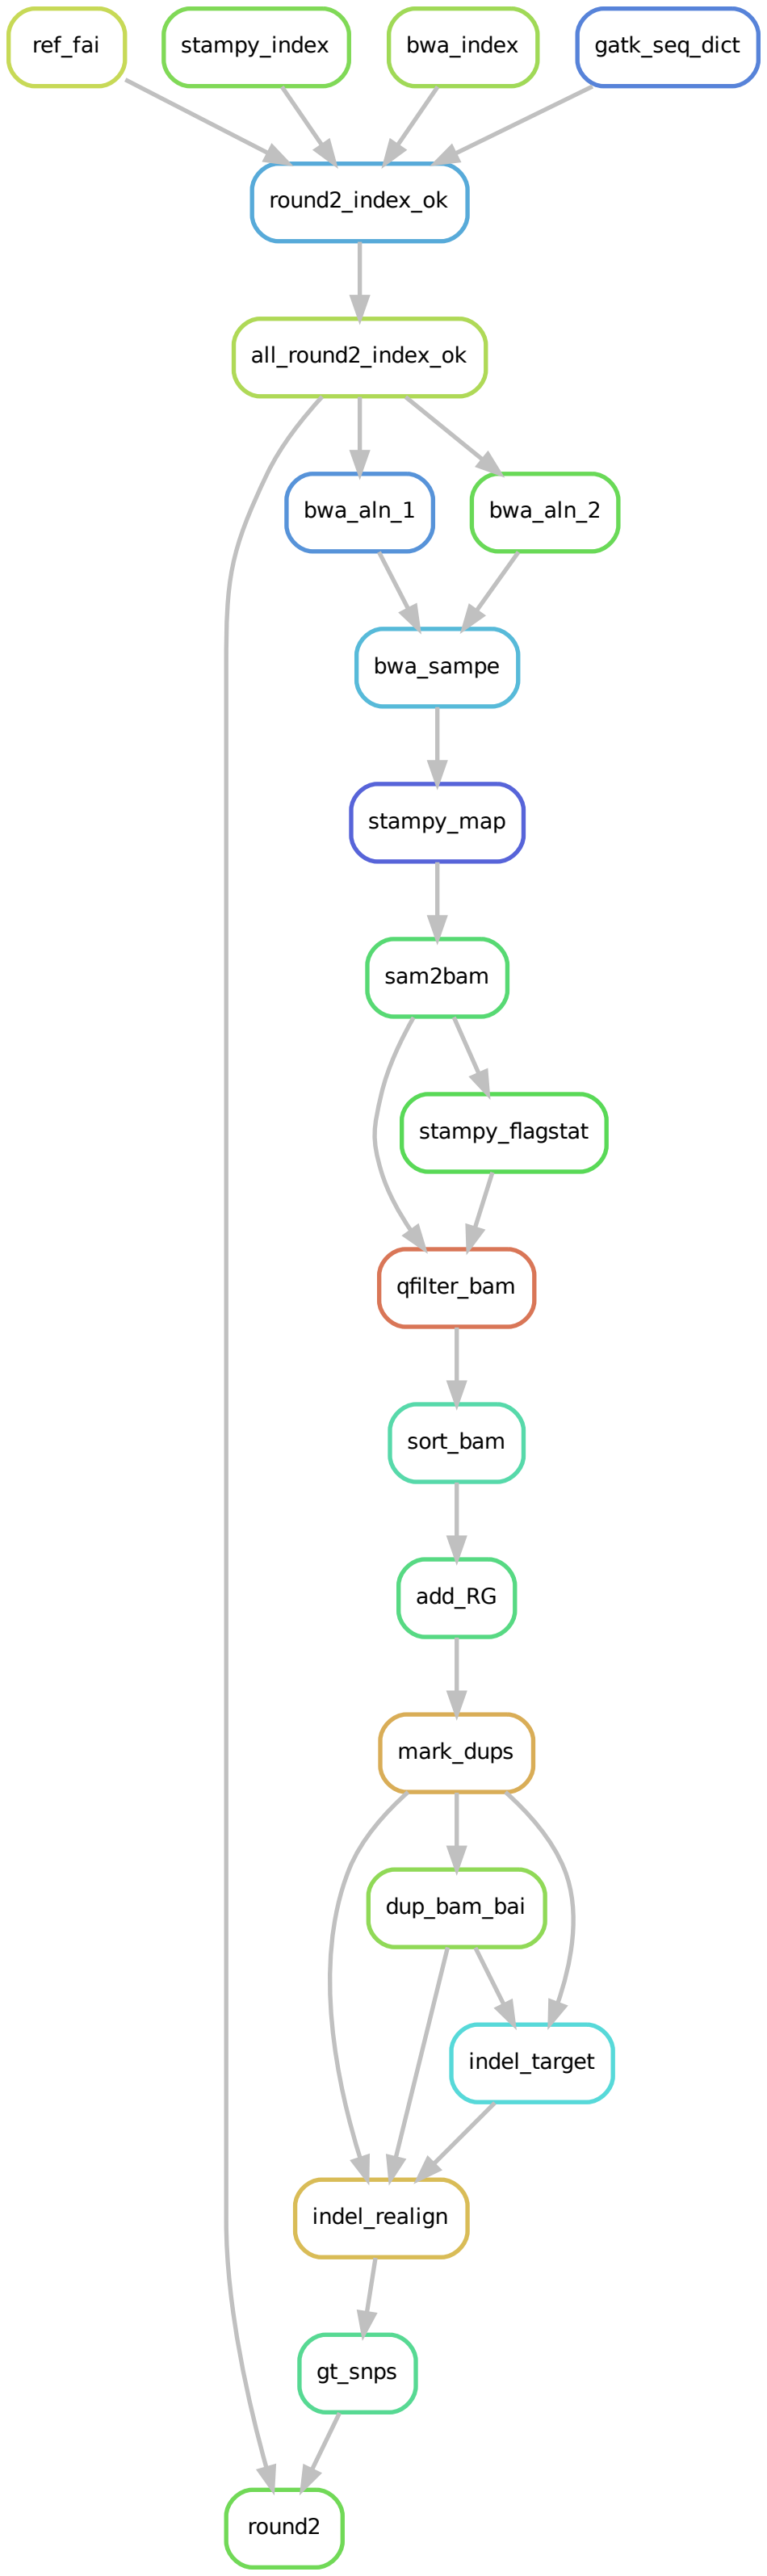 ref_fai
stampy_index
bwa_index
gatk_seq_dict
round2_index_ok
all_round2_index_ok
bwa_aln_1
bwa_aln_2
bwa_sampe
stampy_map
sam2bam
stampy_flagstat
qfilter_bam
sort_bam
add_RG
mark_dups
dup_bam_bai
indel_target
indel_realign
gt_snps
round2